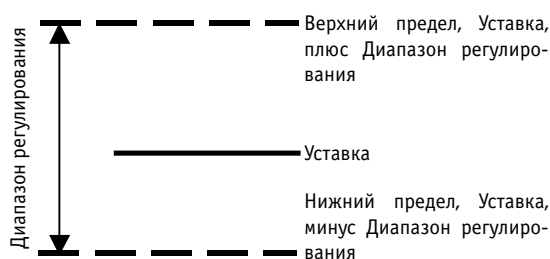 Диапазон регулирования
Верхний предел, Уставка,
плюс Диапазон регулиро-
вания
Уставка
Нижний предел, Уставка,
минус Диапазон регулиро-
вания